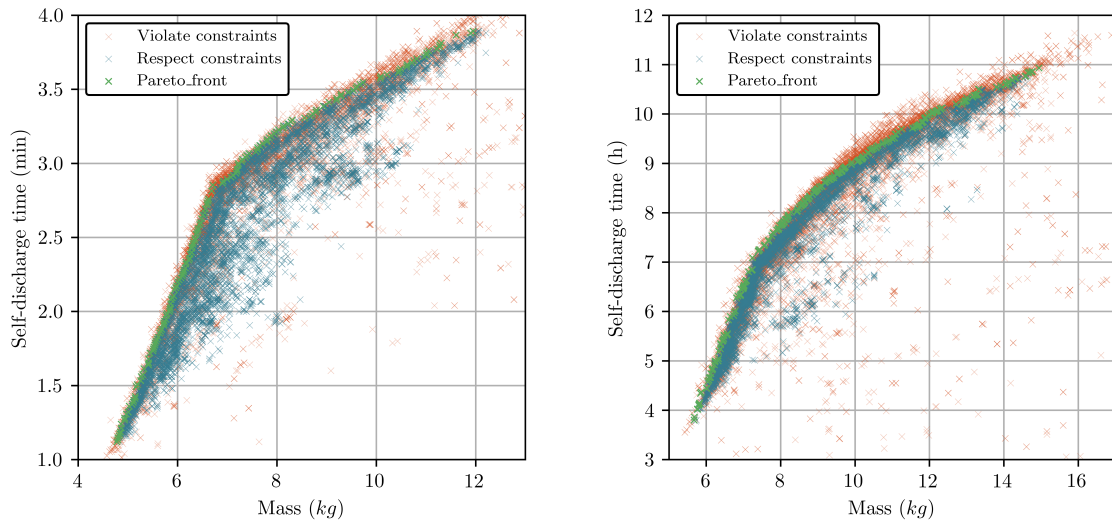 4.0
3.5
3.0
2.5
2.0
1.5
1.0
Self-discharge time (min)
Violate constraints
Respect constraints
Pareto_front
4
6
8
10
12
Mass (kg)
12
11
10
9
8
7
6
5
4
3
Self-discharge time (h)
Violate constraints
Respect constraints
Pareto_front
6
8
10
12
14
16
Mass (kg)